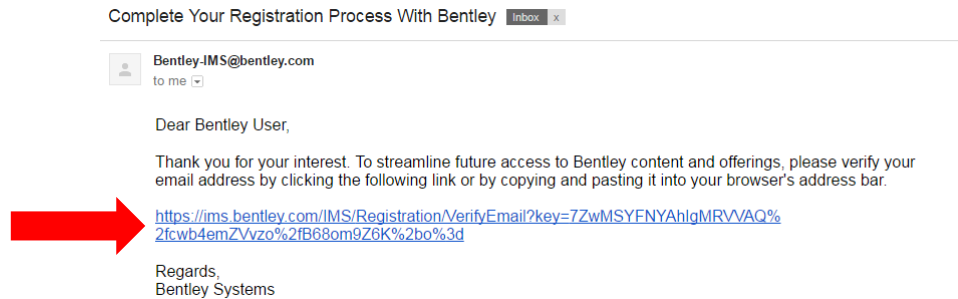 Complete Your Registration Process With Bentley Inbox x
Bentley-IMS@bentley.com
to me
Dear Bentley User,
Thank you for your interest. To streamline future access to Bentley content and offerings, please verify your
email address by clicking the following link or by copying and pasting it into your browser's address bar.
https://ims.bentley.com/IMS/Registration/VerifyEmail?key=7ZwMSYFNYAhIgMRVVAQ%
2fcwb4emZVvzo%2fB68om9Z6K%2bo%3d
Regards,
Bentley Systems